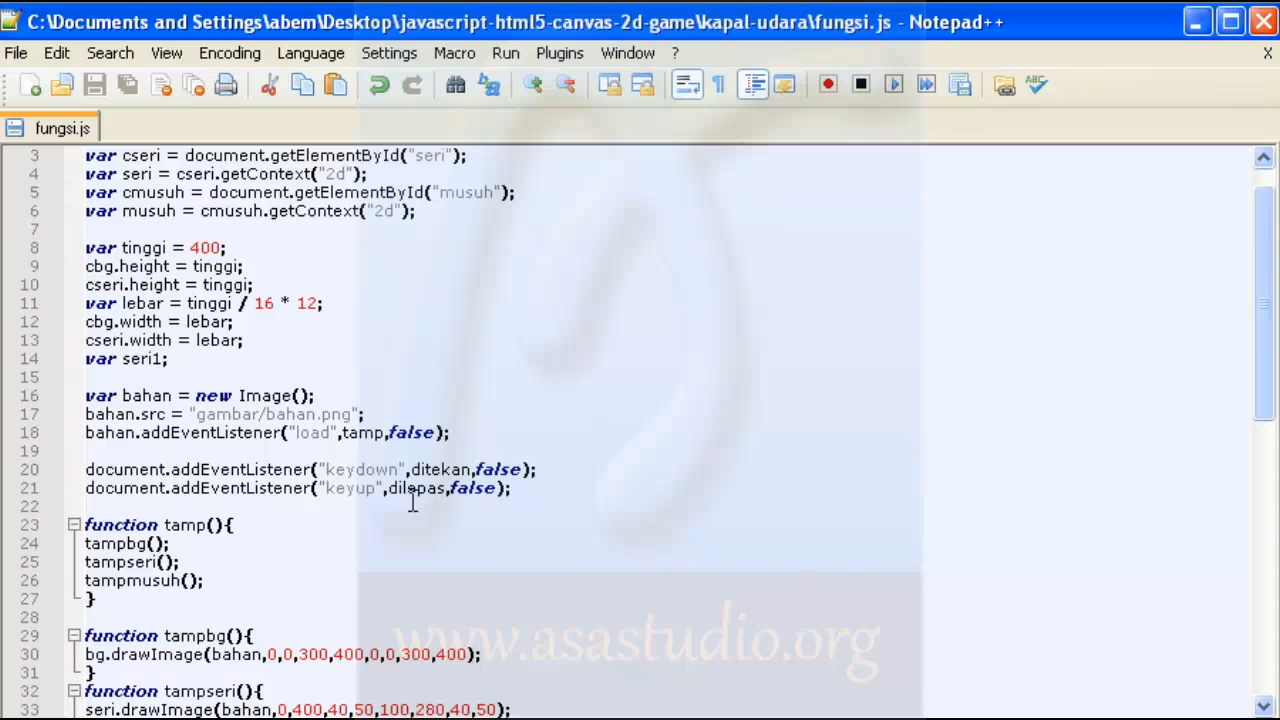 C:\Documents and Settings\abem\Desktop\javascript-html5-canvas-2d-game\kapal-udara\fungsi.js - Notepad++
File Edit Search View Encoding Language Settings Macro Run Plugins Window ? X
fungsi.js
3 var cseri = document.getElementById("seri");
4 var seri = cseri.getContext("2d");
5 var cmusuh = document.getElementById("musuh");
6 var musuh = cmusuh.getContext("2d");
7
8 var tinggi = 400;
9 cbg.height = tinggi;
10 cseri.height = tinggi;
11 var lebar = tinggi / 16 * 12;
12 cbg.width = lebar;
13 cseri.width = lebar;
14 var seri1;
15
16 var bahan = new Image();
17 bahan.src = "gambar/bahan.png";
18 bahan.addEventListener("load",tamp,false);
19
20 document.addEventListener("keydown",ditekan,false);
21 document.addEventListener("keyup",dilepas,false);
22
23 function tamp(){
24 tampbg();
25 tampseri();
26 tampmusuh();
27 }
28
29 function tampbg(){
30 bg.drawImage(bahan,0,0,300,400,0,0,300,400);
31 }
32 function tampseri(){
33 seri.drawImage(bahan,0,400,40,50,100,280,40,50);
www.asastudio.org